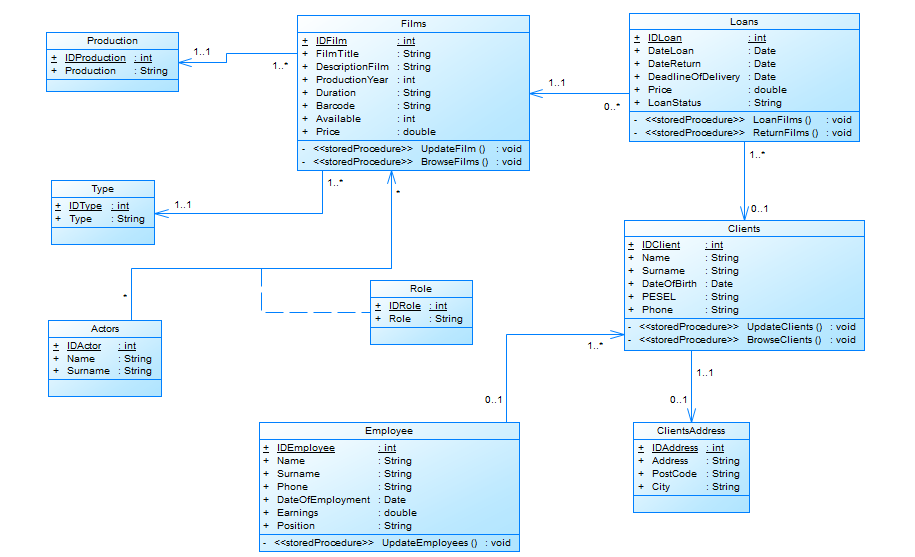 Production
+ IDProduction : int
+ Production : String
1..1
1..*
Films
+ IDFilm : int
+ FilmTitle : String
+ DescriptionFilm : String
+ ProductionYear : int
+ Duration : String
+ Barcode : String
+ Available : int
+ Price : double
- <<storedProcedure>> UpdateFilm () : void
- <<storedProcedure>> BrowseFilms () : void
1..1
0..*
Loans
+ IDLoan : int
+ DateLoan : Date
+ DateReturn : Date
+ DeadlineOfDelivery : Date
+ Price : double
+ LoanStatus : String
- <<storedProcedure>> LoanFilms () : void
- <<storedProcedure>> ReturnFilms () : void
1..*
0..1
Type
+ IDType : int
+ Type : String
1..1
1..*
*
*
Role
+ IDRole : int
+ Role : String
Actors
+ IDActor : int
+ Name : String
+ Surname : String
Clients
+ IDClient : int
+ Name : String
+ Surname : String
+ DateOfBirth : Date
+ PESEL : String
+ Phone : String
- <<storedProcedure>> UpdateClients () : void
- <<storedProcedure>> BrowseClients () : void
1..*
0..1
1..1
0..1
Employee
+ IDEmployee : int
+ Name : String
+ Surname : String
+ Phone : String
+ DateOfEmployment : Date
+ Earnings : double
+ Position : String
- <<storedProcedure>> UpdateEmployees () : void
ClientsAddress
+ IDAddress : int
+ Address : String
+ PostCode : String
+ City : String